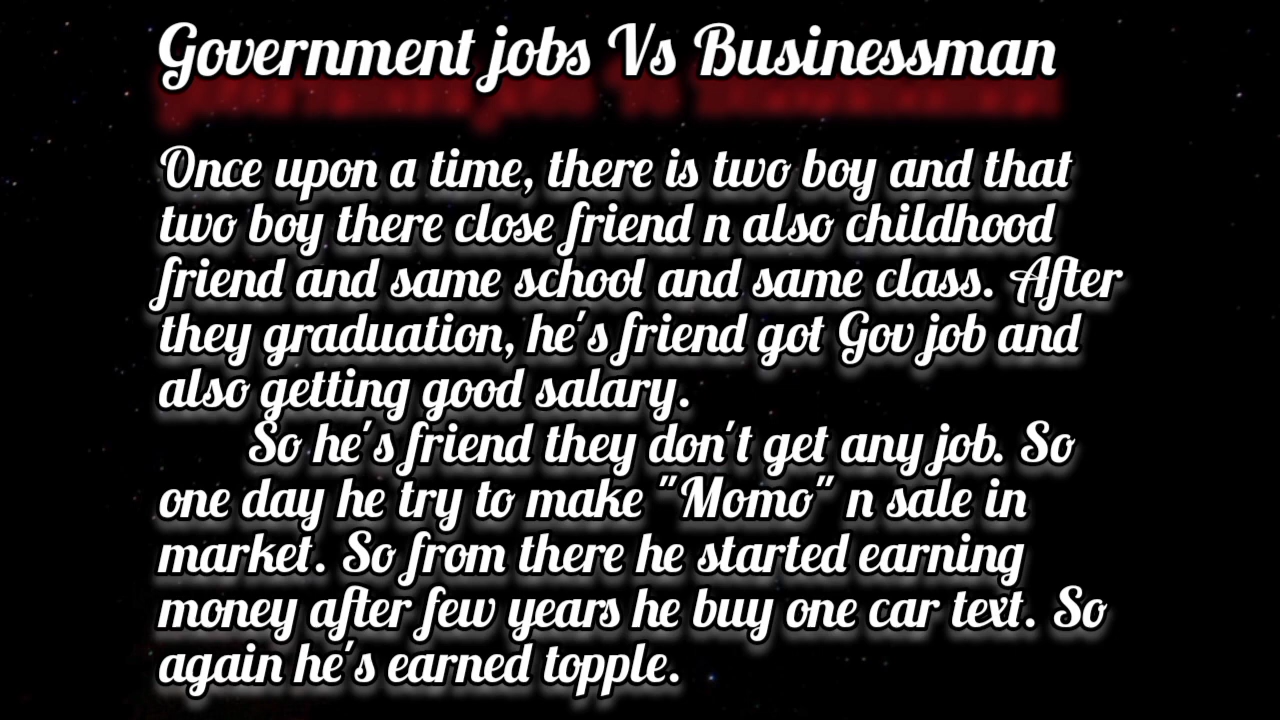 Government jobs Vs Businessman
Once upon a time, there is two boy and that
two boy there close friend n also childhood
friend and same school and same class. After
they graduation, he's friend got Gov job and
also getting good salary.
So he's friend they don't get any job. So
one day he try to make "Momo" n sale in
market. So from there he started earning
money after few years he buy one car text. So
again he's earned topple.